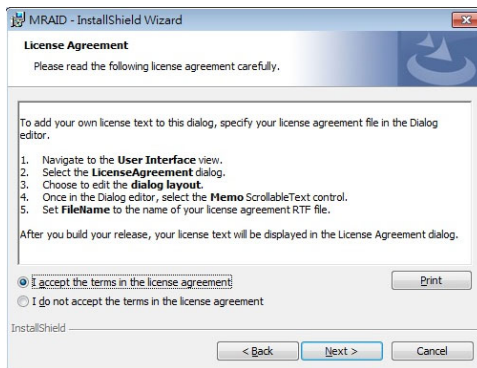 MRAID - InstallShield Wizard
License Agreement
Please read the following license agreement carefully.
To add your own license text to this dialog, specify your license agreement file in the Dialog
editor.
1. Navigate to the User Interface view.
2. Select the LicenseAgreement dialog.
3. Choose to edit the dialog layout.
4. Once in the Dialog editor, select the Memo ScrollableText control.
5. Set FileName to the name of your license agreement RTF file.
After you build your release, your license text will be displayed in the License Agreement dialog.
I accept the terms in the license agreement
Print
I do not accept the terms in the license agreement
InstallShield
< Back
Next >
Cancel